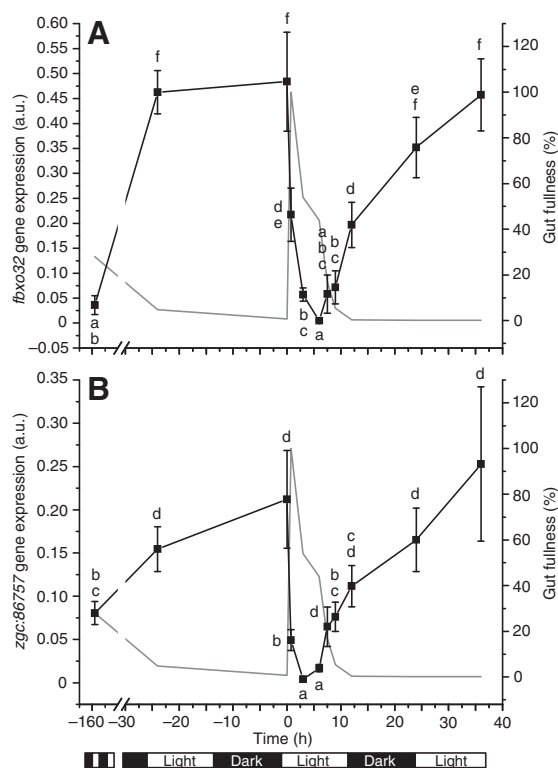 A
fbxo32 gene expression (a.u.)
0.60
0.55
0.50
0.45
0.40
0.35
0.30
0.25
0.20
0.15
0.10
0.05
0
–0.05
f
f
f
e
f
d
e
d
a
b
c
b
c
b
c
a
a
b
120
100
80
60
40
20
0
Gut fullness (%)
B
zgc:86757 gene expression (a.u.)
0.35
0.30
0.25
0.20
0.15
0.10
0.05
0
d
d
d
d
c
d
b
c
b
c
d
b
a
a
120
100
80
60
40
20
0
Gut fullness (%)
–160 –30 –20 –10 0 10 20 30 40
Time (h)
Light Dark Light Dark Light